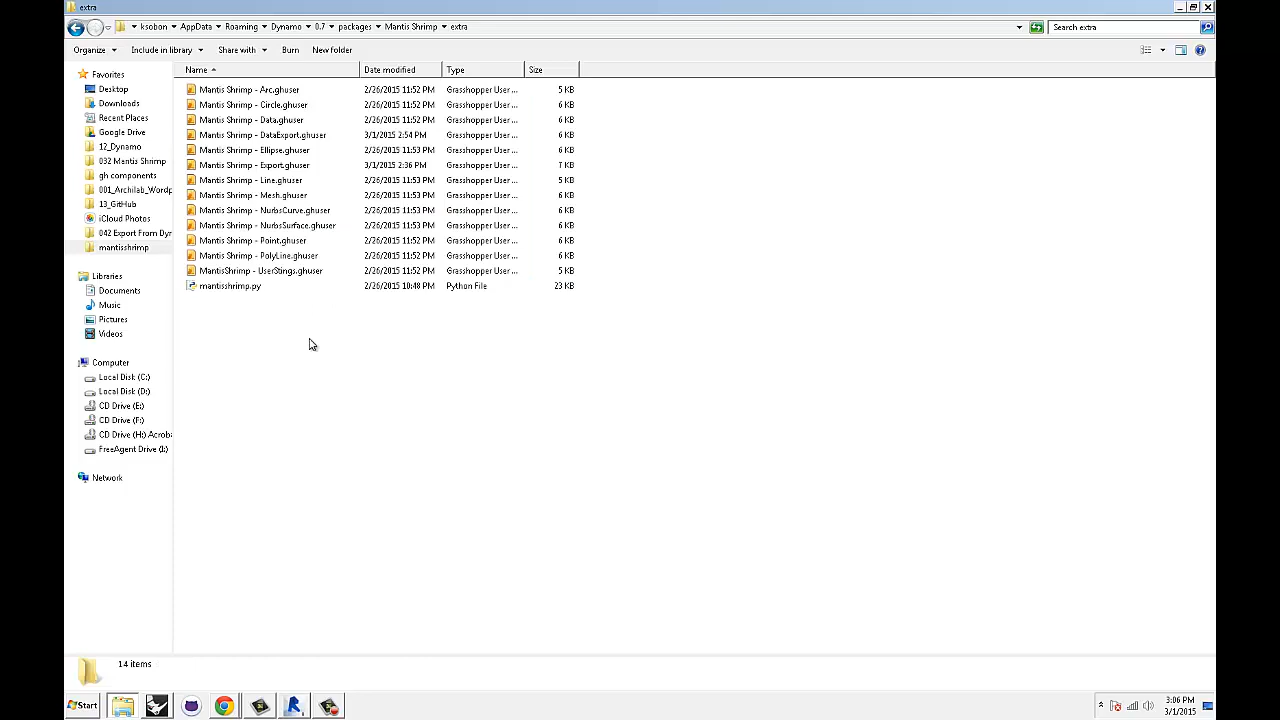 extra
ksobon AppData Roaming Dynamo 0.7 packages Mantis Shrimp extra
Search extra
Organize Include in library Share with Burn New folder
Name Date modified Type Size
Favorites
Desktop
Downloads
Recent Places
Google Drive
12_Dynamo
032 Mantis Shrimp
gh components
001_Archilab_Wordp
13_GitHub
iCloud Photos
042 Export From Dyr
mantisshrimp
Libraries
Documents
Music
Pictures
Videos
Computer
Local Disk (C:)
Local Disk (D:)
CD Drive (E:)
CD Drive (F:)
CD Drive (H:) Acrob
FreeAgent Drive (I:)
Network
Mantis Shrimp - Arc.ghuser 2/26/2015 11:52 PM Grasshopper User ... 5 KB
Mantis Shrimp - Circle.ghuser 2/26/2015 11:52 PM Grasshopper User ... 6 KB
Mantis Shrimp - Data.ghuser 2/26/2015 11:52 PM Grasshopper User ... 6 KB
Mantis Shrimp - DataExport.ghuser 3/1/2015 2:54 PM Grasshopper User ... 6 KB
Mantis Shrimp - Ellipse.ghuser 2/26/2015 11:53 PM Grasshopper User ... 6 KB
Mantis Shrimp - Export.ghuser 3/1/2015 2:36 PM Grasshopper User ... 7 KB
Mantis Shrimp - Line.ghuser 2/26/2015 11:53 PM Grasshopper User ... 5 KB
Mantis Shrimp - Mesh.ghuser 2/26/2015 11:53 PM Grasshopper User ... 6 KB
Mantis Shrimp - NurbsCurve.ghuser 2/26/2015 11:53 PM Grasshopper User ... 6 KB
Mantis Shrimp - NurbsSurface.ghuser 2/26/2015 11:53 PM Grasshopper User ... 6 KB
Mantis Shrimp - Point.ghuser 2/26/2015 11:52 PM Grasshopper User ... 6 KB
Mantis Shrimp - PolyLine.ghuser 2/26/2015 11:52 PM Grasshopper User ... 6 KB
MantisShrimp - UserStings.ghuser 2/26/2015 11:52 PM Grasshopper User ... 5 KB
mantisshrimp.py 2/26/2015 10:48 PM Python File 23 KB
14 items
Start
3:06 PM
3/1/2015